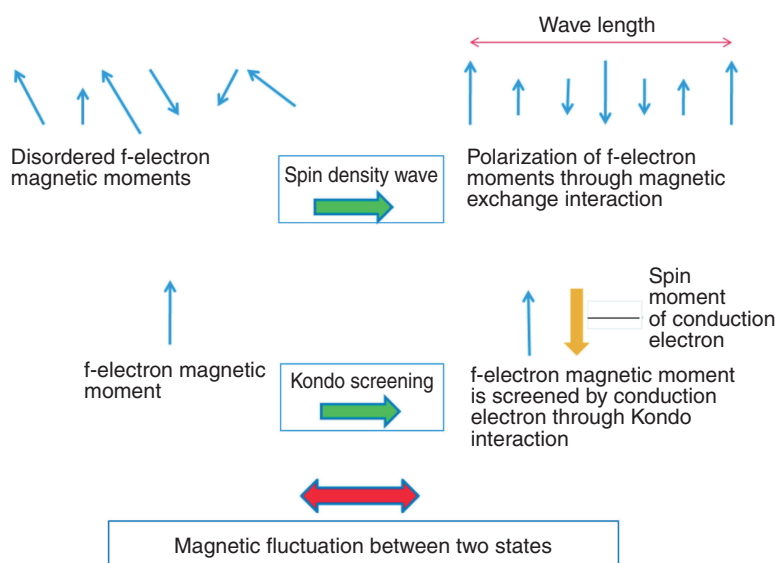 Wave length
Disordered f-electron
magnetic moments
Spin density wave
Polarization of f-electron
moments through magnetic
exchange interaction
Spin
moment
of conduction
electron
f-electron magnetic
moment
Kondo screening
f-electron magnetic moment
is screened by conduction
electron through Kondo
interaction
Magnetic fluctuation between two states